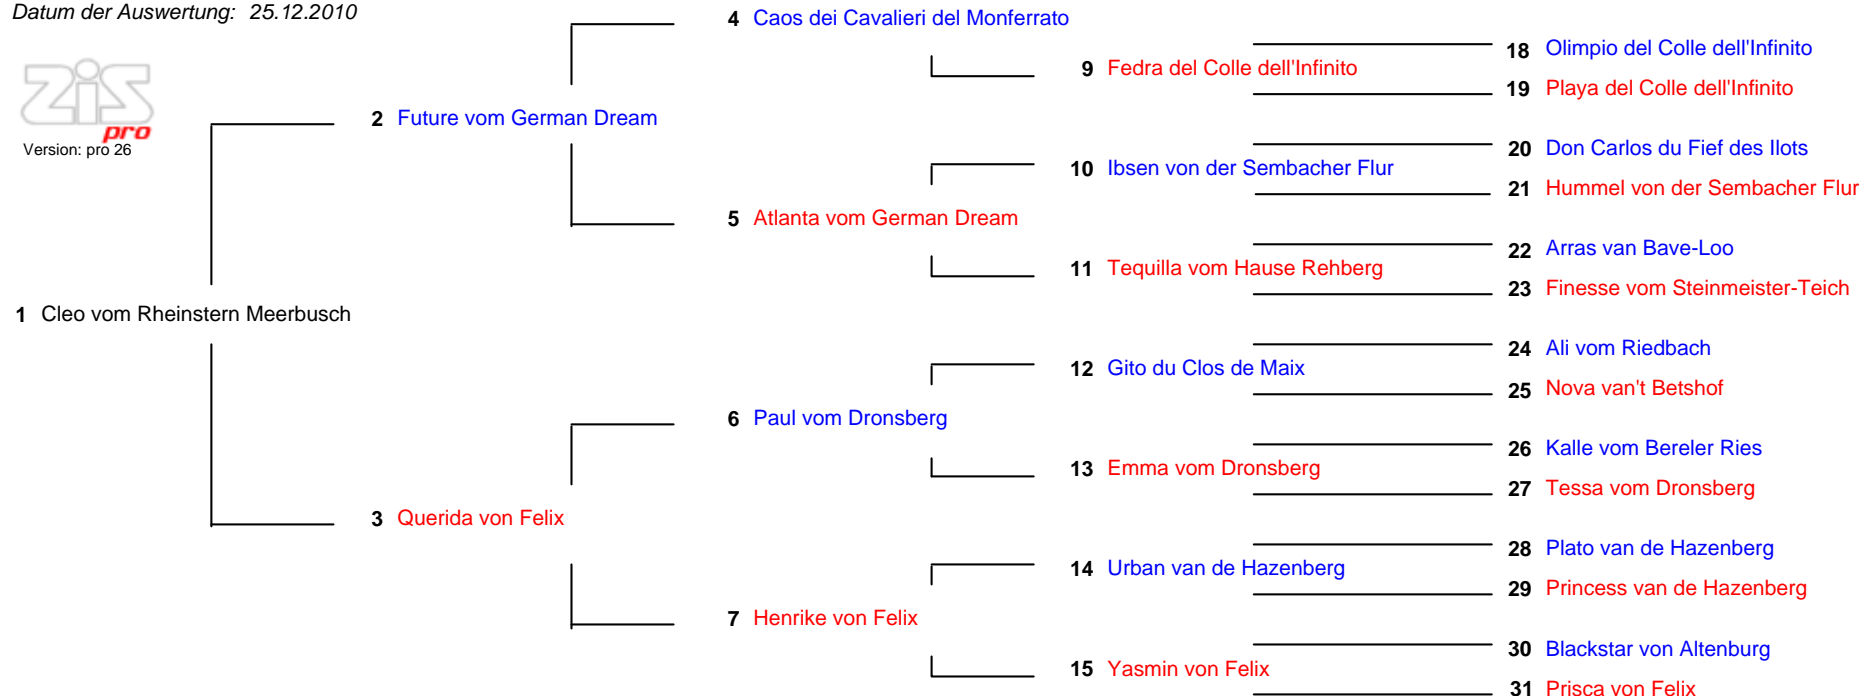 Datum der Auswertung: 25.12.2010
ZIS
pro
Version: pro 26
1 Cleo vom Rheinstern Meerbusch
2 Future vom German Dream
3 Querida von Felix
4 Caos dei Cavalieri del Monferrato
5 Atlanta vom German Dream
6 Paul vom Dronsberg
7 Henrike von Felix
9 Fedra del Colle dell'Infinito
10 Ibsen von der Sembacher Flur
11 Tequilla vom Hause Rehberg
12 Gito du Clos de Maix
13 Emma vom Dronsberg
14 Urban van de Hazenberg
15 Yasmin von Felix
18 Olimpio del Colle dell'Infinito
19 Playa del Colle dell'Infinito
20 Don Carlos du Fief des Ilots
21 Hummel von der Sembacher Flur
22 Arras van Bave-Loo
23 Finesse vom Steinmeister-Teich
24 Ali vom Riedbach
25 Nova van't Betshof
26 Kalle vom Bereler Ries
27 Tessa vom Dronsberg
28 Plato van de Hazenberg
29 Princess van de Hazenberg
30 Blackstar von Altenburg
31 Prisca von Felix